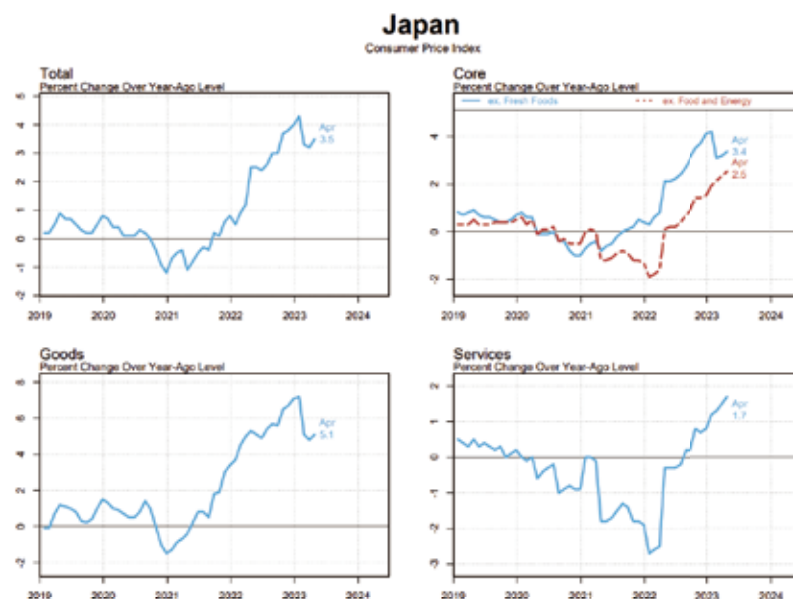 Japan
Consumer Price Index
Total
Percent Change Over Year-Ago Level
5
4
3
2
1
0
-1
-2
Apr
3.5
2019 2020 2021 2022 2023 2024
Core
Percent Change Over Year-Ago Level
ex. Fresh Foods ex. Food and Energy
4
2
0
-2
Apr
3.4
Apr
2.5
2019 2020 2021 2022 2023 2024
Goods
Percent Change Over Year-Ago Level
8
6
4
2
0
-2
Apr
5.1
2019 2020 2021 2022 2023 2024
Services
Percent Change Over Year-Ago Level
2
1
0
-1
-2
-3
Apr
1.7
2019 2020 2021 2022 2023 2024